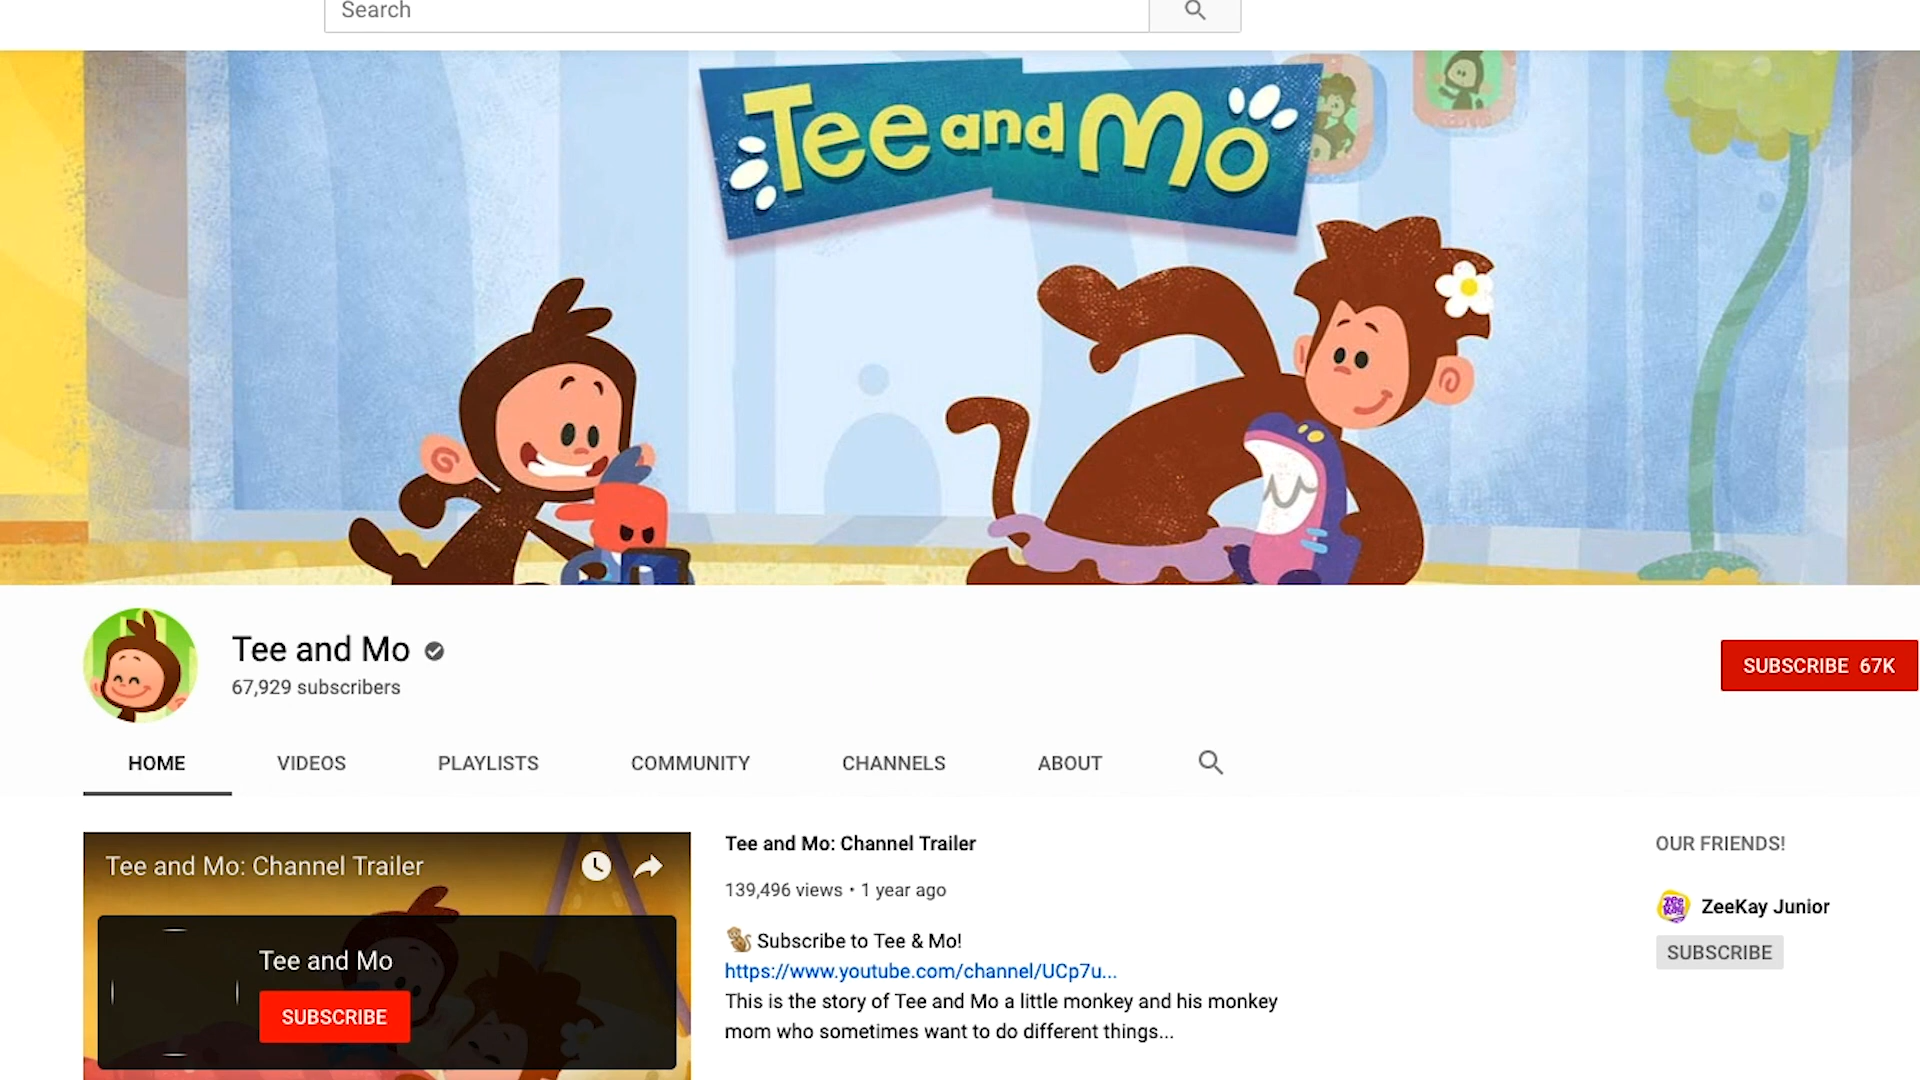 Search
Tee and Mo
Tee and Mo
67,929 subscribers
SUBSCRIBE 67K
HOME
VIDEOS
PLAYLISTS
COMMUNITY
CHANNELS
ABOUT
Tee and Mo: Channel Trailer
Tee and Mo
SUBSCRIBE
Tee and Mo: Channel Trailer
139,496 views • 1 year ago
🐒 Subscribe to Tee & Mo!
https://www.youtube.com/channel/UCp7u...
This is the story of Tee and Mo a little monkey and his monkey
mom who sometimes want to do different things...
OUR FRIENDS!
Zee Kay
ZeeKay Junior
SUBSCRIBE